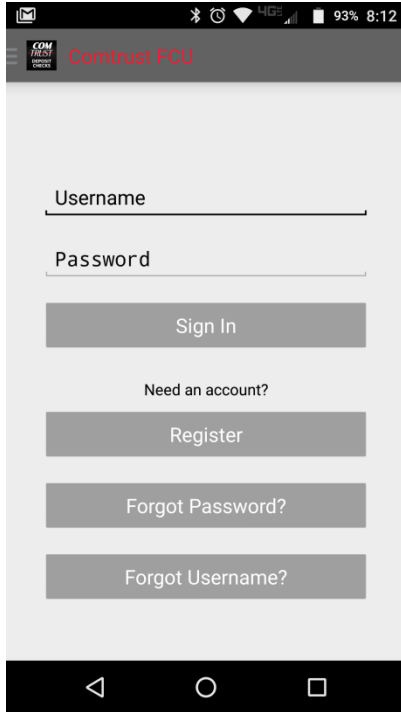 4G 93% 8:12
COM
TRUST
DEPOSIT
CHECKS
Comtrust FCU
Username
Password
Sign In
Need an account?
Register
Forgot Password?
Forgot Username?